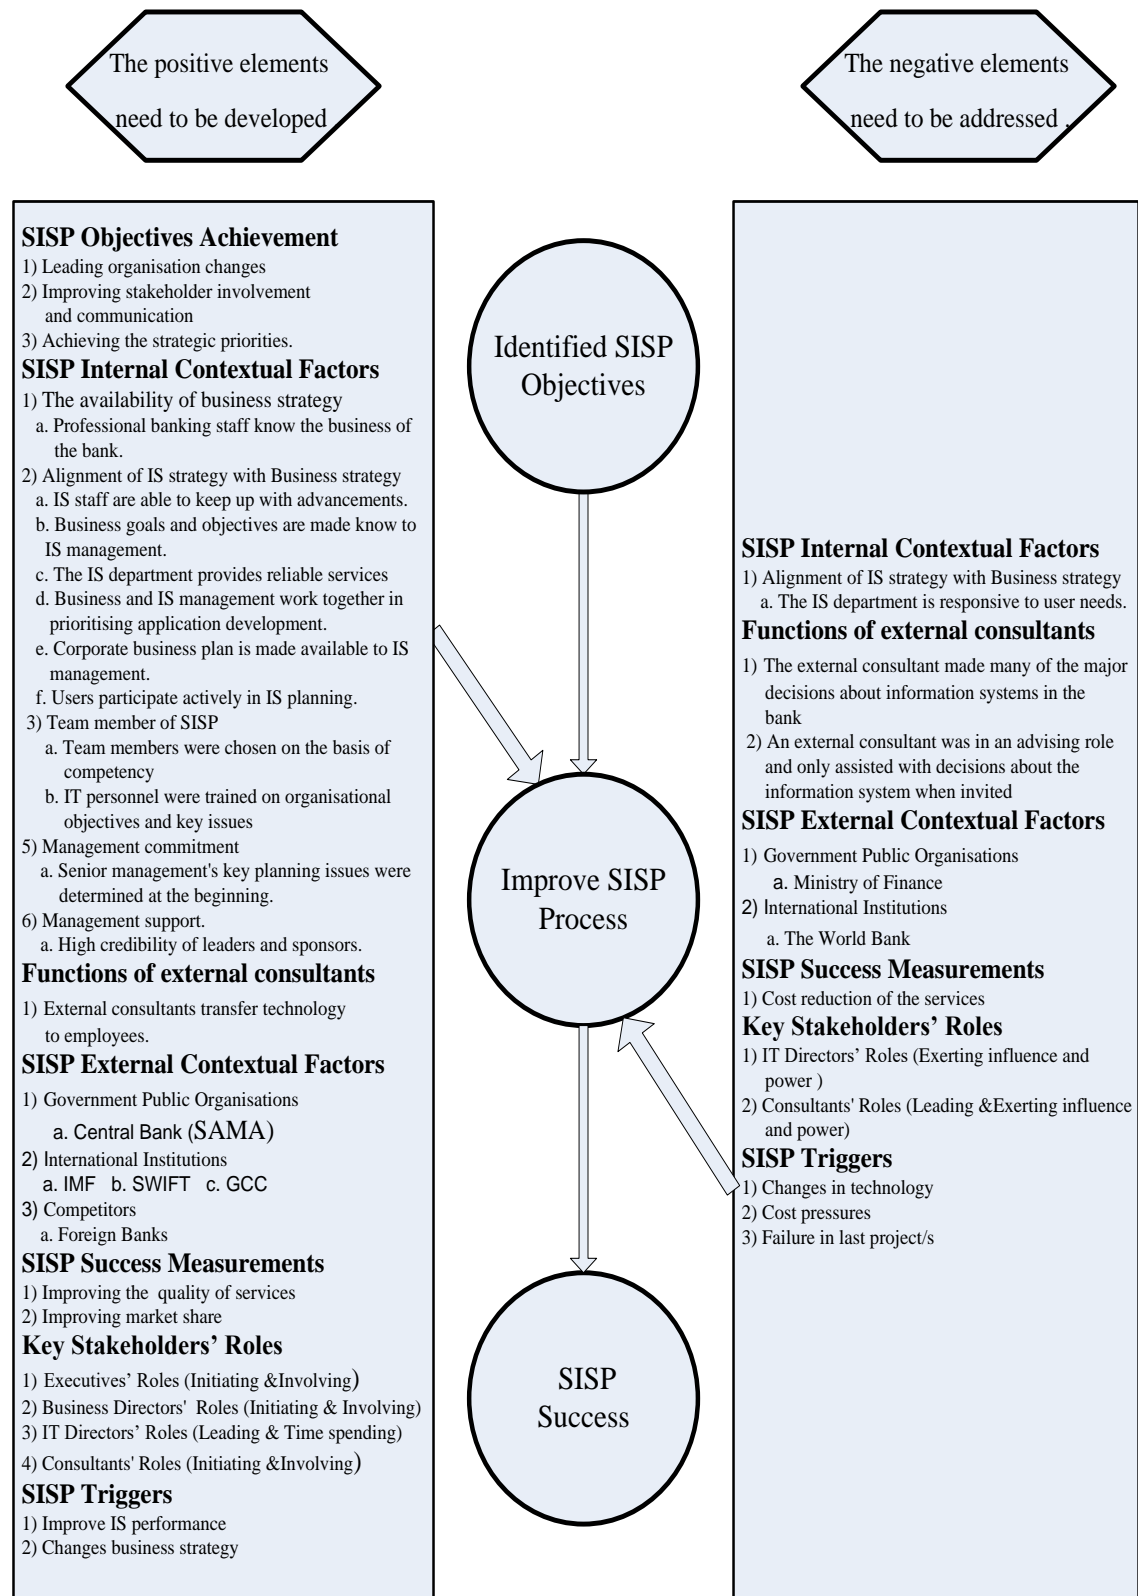 The positive elements
need to be developed
The negative elements
need to be addressed .
SISP Objectives Achievement
1) Leading organisation changes
2) Improving stakeholder involvement
and communication
3) Achieving the strategic priorities.
SISP Internal Contextual Factors
1) The availability of business strategy
a. Professional banking staff know the business of
the bank.
2) Alignment of IS strategy with Business strategy
a. IS staff are able to keep up with advancements.
b. Business goals and objectives are made know to
IS management.
c. The IS department provides reliable services
d. Business and IS management work together in
prioritising application development.
e. Corporate business plan is made available to IS
management.
f. Users participate actively in IS planning.
3) Team member of SISP
a. Team members were chosen on the basis of
competency
b. IT personnel were trained on organisational
objectives and key issues
5) Management commitment
a. Senior management's key planning issues were
determined at the beginning.
6) Management support.
a. High credibility of leaders and sponsors.
Functions of external consultants
1) External consultants transfer technology
to employees.
SISP External Contextual Factors
1) Government Public Organisations
a. Central Bank (SAMA)
2) International Institutions
a. IMF b. SWIFT c. GCC
3) Competitors
a. Foreign Banks
SISP Success Measurements
1) Improving the quality of services
2) Improving market share
Key Stakeholders’ Roles
1) Executives’ Roles (Initiating &Involving)
2) Business Directors' Roles (Initiating & Involving)
3) IT Directors’ Roles (Leading & Time spending)
4) Consultants' Roles (Initiating &Involving)
SISP Triggers
1) Improve IS performance
2) Changes business strategy
Identified SISP
Objectives
Improve SISP
Process
SISP
Success
SISP Internal Contextual Factors
1) Alignment of IS strategy with Business strategy
a. The IS department is responsive to user needs.
Functions of external consultants
1) The external consultant made many of the major
decisions about information systems in the
bank
2) An external consultant was in an advising role
and only assisted with decisions about the
information system when invited
SISP External Contextual Factors
1) Government Public Organisations
a. Ministry of Finance
2) International Institutions
a. The World Bank
SISP Success Measurements
1) Cost reduction of the services
Key Stakeholders’ Roles
1) IT Directors’ Roles (Exerting influence and
power )
2) Consultants' Roles (Leading &Exerting influence
and power)
SISP Triggers
1) Changes in technology
2) Cost pressures
3) Failure in last project/s